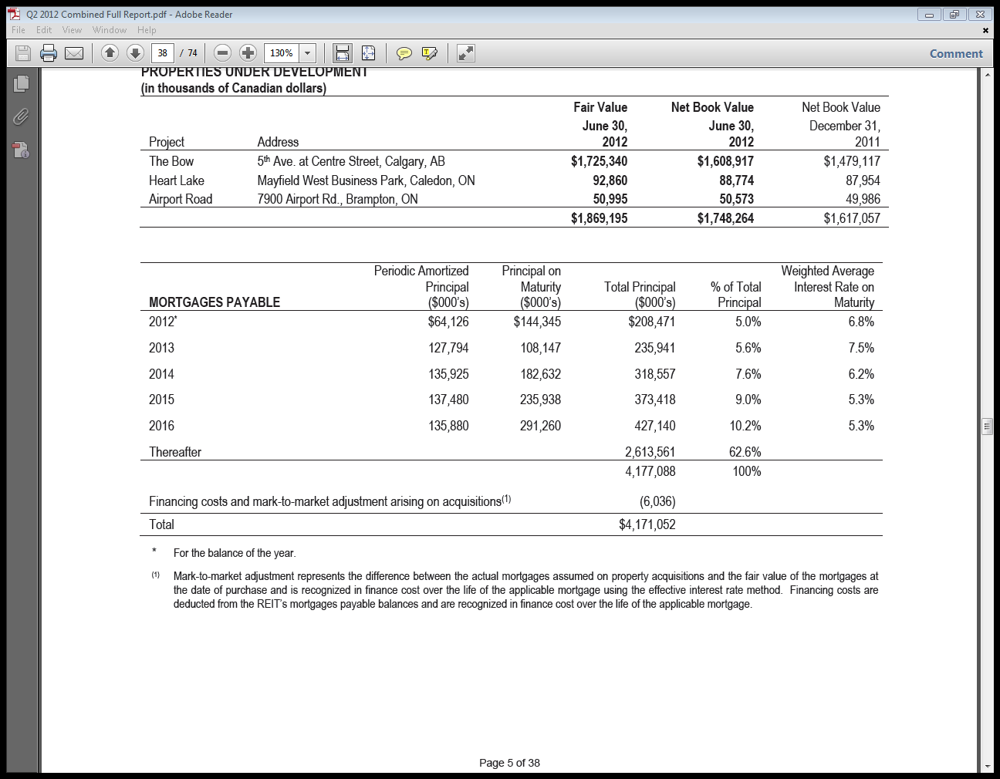 Q2 2012 Combined Full Report.pdf - Adobe Reader
File Edit View Window Help
38 / 74 130% Comment
PROPERTIES UNDER DEVELOPMENT
(in thousands of Canadian dollars)
Fair Value Net Book Value Net Book Value
June 30, June 30, December 31,
Project Address 2012 2012 2011
The Bow 5th Ave. at Centre Street, Calgary, AB $1,725,340 $1,608,917 $1,479,117
Heart Lake Mayfield West Business Park, Caledon, ON 92,860 88,774 87,954
Airport Road 7900 Airport Rd., Brampton, ON 50,995 50,573 49,986
$1,869,195 $1,748,264 $1,617,057
Periodic Amortized Principal on Weighted Average
Principal Maturity Total Principal % of Total Interest Rate on
MORTGAGES PAYABLE ($000's) ($000's) ($000's) Principal Maturity
2012* $64,126 $144,345 $208,471 5.0% 6.8%
2013 127,794 108,147 235,941 5.6% 7.5%
2014 135,925 182,632 318,557 7.6% 6.2%
2015 137,480 235,938 373,418 9.0% 5.3%
2016 135,880 291,260 427,140 10.2% 5.3%
Thereafter 2,613,561 62.6%
4,177,088 100%
Financing costs and mark-to-market adjustment arising on acquisitions(1) (6,036)
Total $4,171,052
* For the balance of the year.
(1) Mark-to-market adjustment represents the difference between the actual mortgages assumed on property acquisitions and the fair value of the mortgages at
the date of purchase and is recognized in finance cost over the life of the applicable mortgage using the effective interest rate method. Financing costs are
deducted from the REIT's mortgages payable balances and are recognized in finance cost over the life of the applicable mortgage.
Page 5 of 38